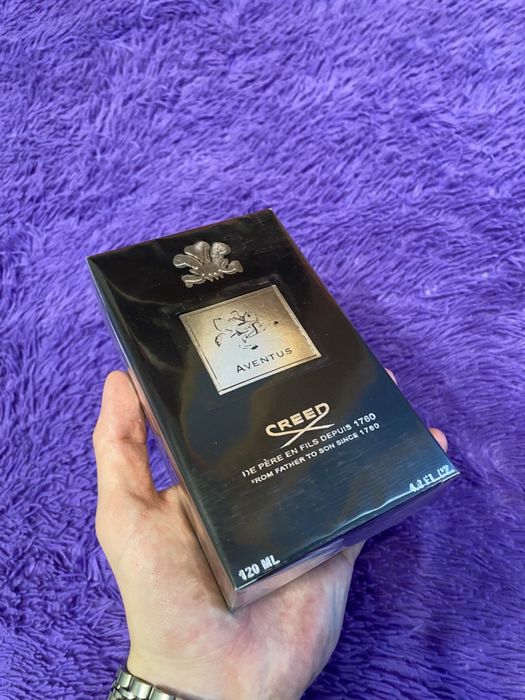 AVENTUS
CREED
DE PÈRE EN FILS DEPUIS 1760
FROM FATHER TO SON SINCE 1760
120 ML